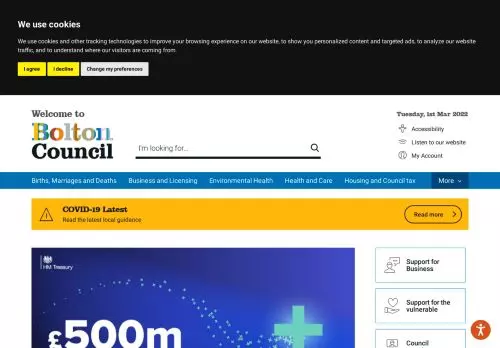 We use cookies
We use cookies and other tracking technologies to improve your browsing experience on our website, to show you personalized content and targeted ads, to analyze our website
traffic, and to understand where our visitors are coming from.
I agree
I decline
Change my preferences
Welcome to
Bolton
Council
I'm looking for...
Tuesday, 1st Mar 2022
Accessibility
Listen to our website
My Account
Births, Marriages and Deaths
Business and Licensing
Environmental Health
Health and Care
Housing and Council tax
More
COVID-19 Latest
Read the latest local guidance
Read more
HM Treasury
£500m
Support for
Business
Support for the
vulnerable
Council